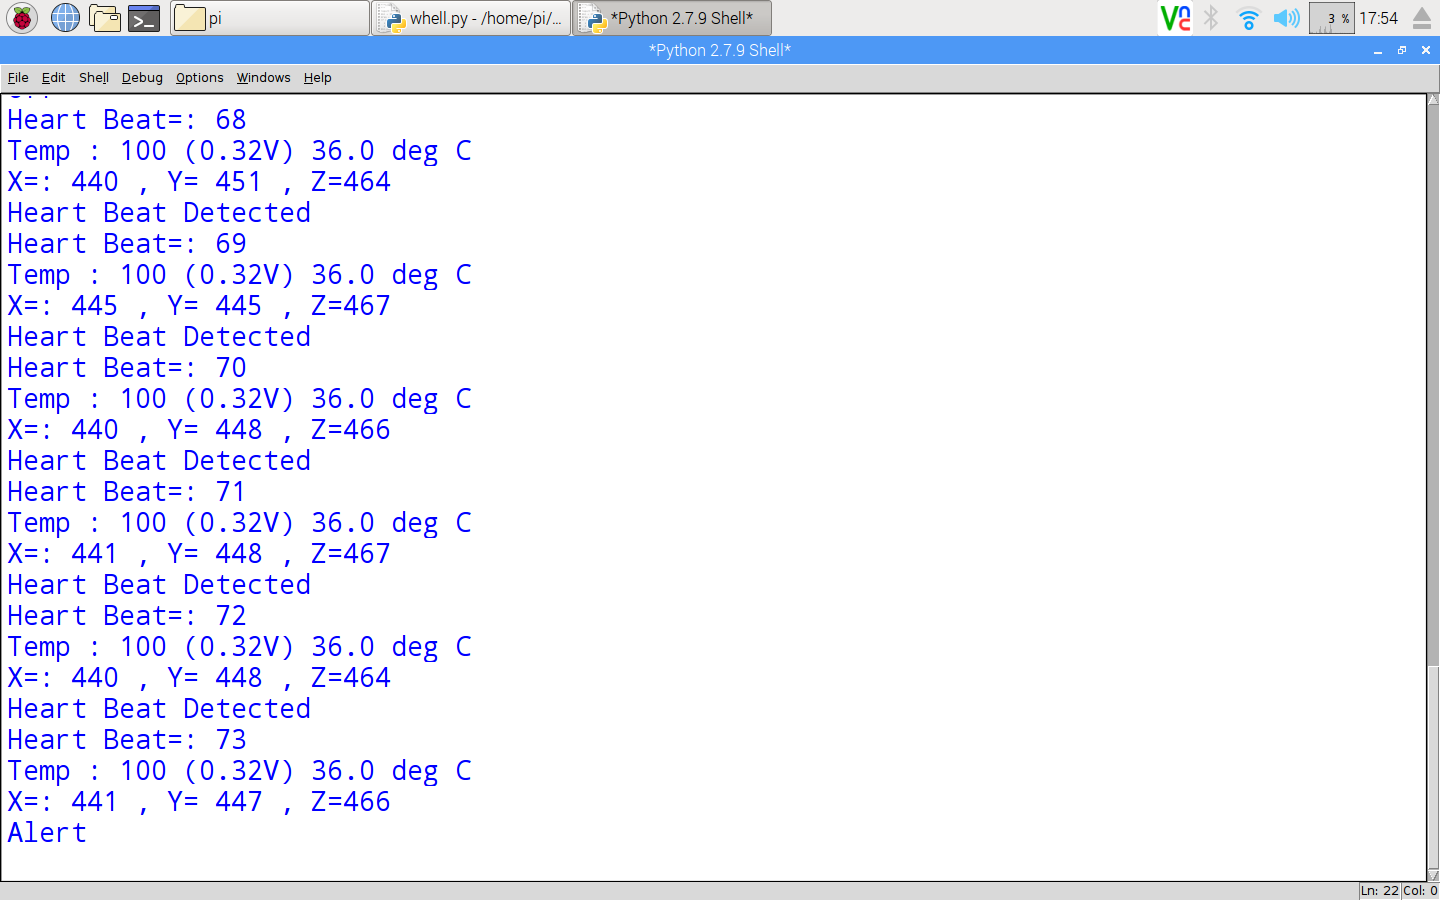 pi
whell.py - /home/pi/...
*Python 2.7.9 Shell*
3 %
17:54
*Python 2.7.9 Shell*
File Edit Shell Debug Options Windows Help
Heart Beat=: 68
Temp : 100 (0.32V) 36.0 deg C
X=: 440 , Y= 451 , Z=464
Heart Beat Detected
Heart Beat=: 69
Temp : 100 (0.32V) 36.0 deg C
X=: 445 , Y= 445 , Z=467
Heart Beat Detected
Heart Beat=: 70
Temp : 100 (0.32V) 36.0 deg C
X=: 440 , Y= 448 , Z=466
Heart Beat Detected
Heart Beat=: 71
Temp : 100 (0.32V) 36.0 deg C
X=: 441 , Y= 448 , Z=467
Heart Beat Detected
Heart Beat=: 72
Temp : 100 (0.32V) 36.0 deg C
X=: 440 , Y= 448 , Z=464
Heart Beat Detected
Heart Beat=: 73
Temp : 100 (0.32V) 36.0 deg C
X=: 441 , Y= 447 , Z=466
Alert
Ln: 22 Col: 0